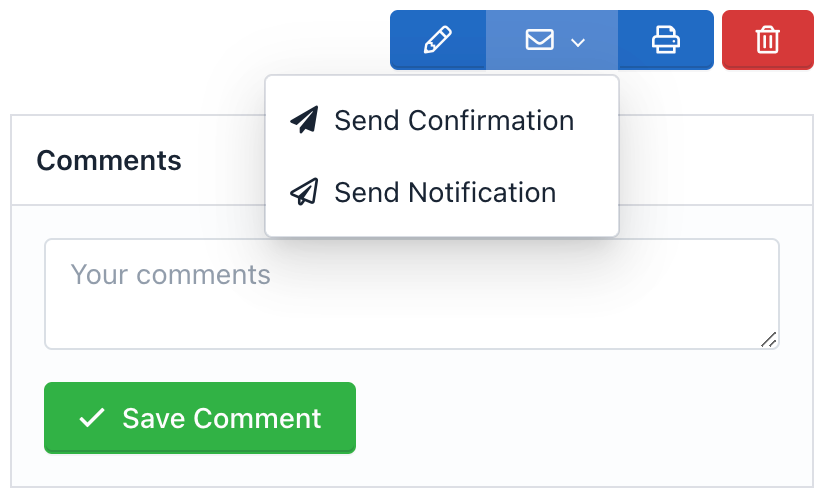 Send Confirmation
Send Notification
Comments
Your comments
Save Comment